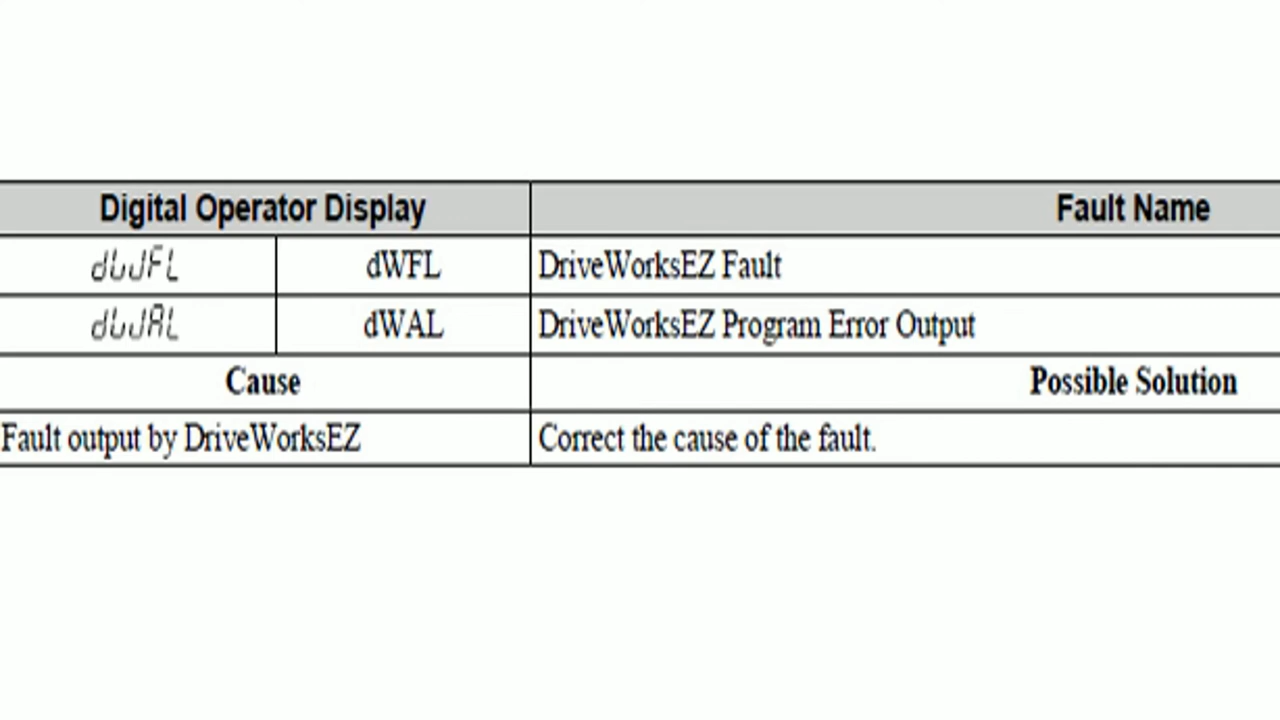 Digital Operator Display Fault Name
dWFL dWFL DriveWorksEZ Fault
dWAL dWAL DriveWorksEZ Program Error Output
Cause Possible Solution
Fault output by DriveWorksEZ Correct the cause of the fault.